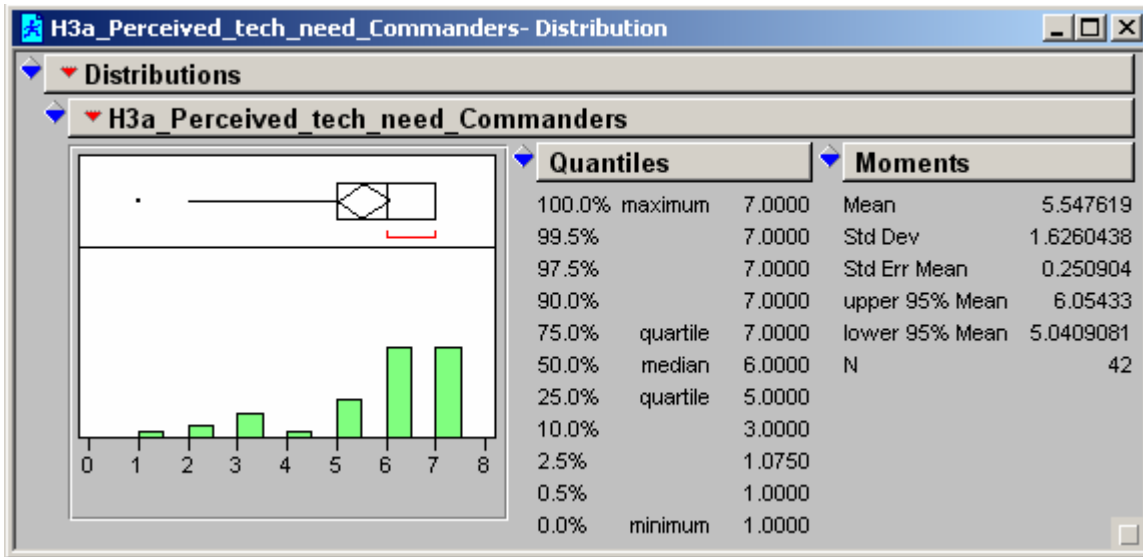 H3a_Perceived_tech_need_Commanders- Distribution
Distributions
H3a_Perceived_tech_need_Commanders
0 1 2 3 4 5 6 7 8
Quantiles
100.0% maximum 7.0000
99.5% 7.0000
97.5% 7.0000
90.0% 7.0000
75.0% quartile 7.0000
50.0% median 6.0000
25.0% quartile 5.0000
10.0% 3.0000
2.5% 1.0750
0.5% 1.0000
0.0% minimum 1.0000
Moments
Mean 5.547619
Std Dev 1.6260438
Std Err Mean 0.250904
upper 95% Mean 6.05433
lower 95% Mean 5.0409081
N 42